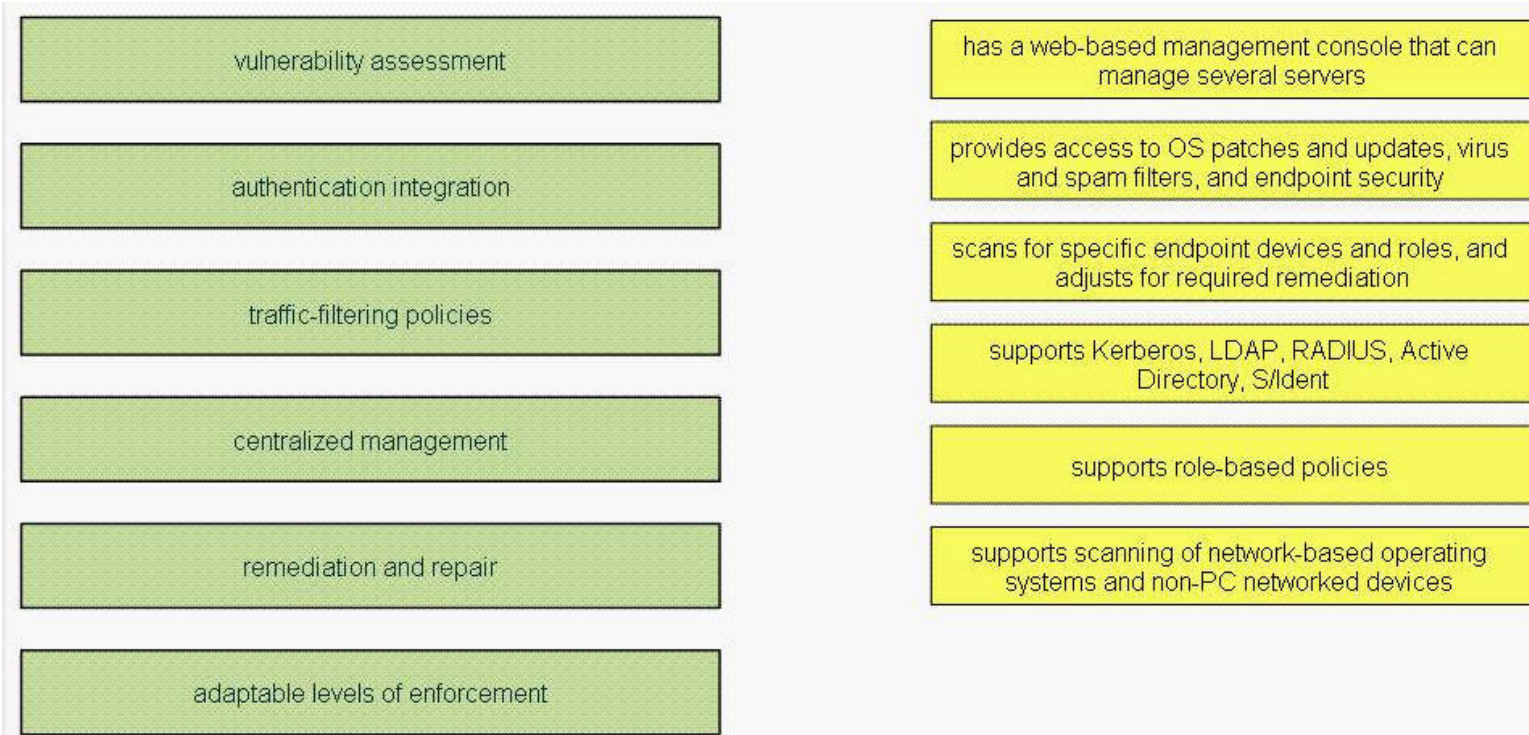 vulnerability assessment
authentication integration
traffic-filtering policies
centralized management
remediation and repair
adaptable levels of enforcement
has a web-based management console that can
manage several servers
provides access to OS patches and updates, virus
and spam filters, and endpoint security
scans for specific endpoint devices and roles, and
adjusts for required remediation
supports Kerberos, LDAP, RADIUS, Active
Directory, S/Ident
supports role-based policies
supports scanning of network-based operating
systems and non-PC networked devices